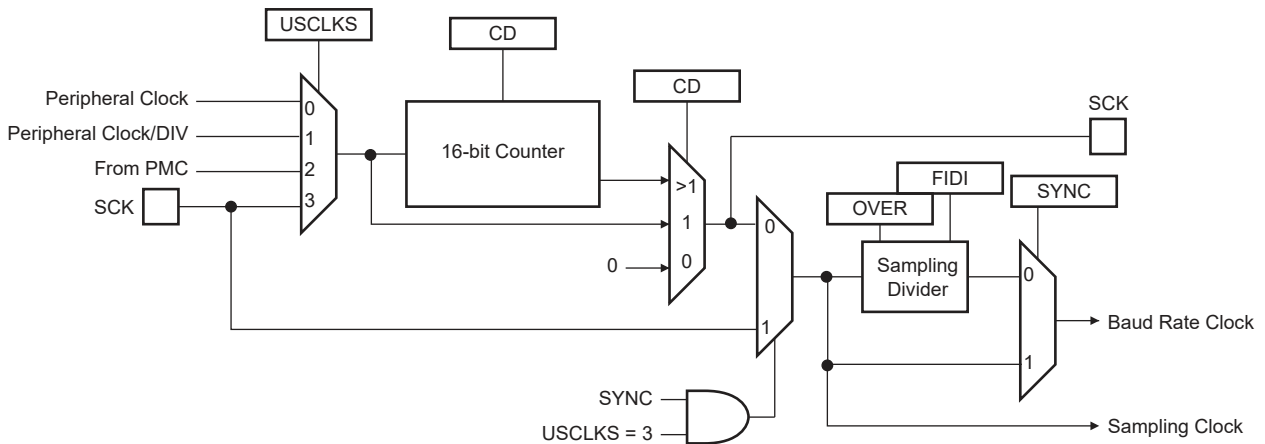 USCLKS
CD
CD
SCK
Peripheral Clock
0
Peripheral Clock/DIV
1
16-bit Counter
From PMC
2
>1
FIDI
SYNC
SCK
3
OVER
1
0
0
0
Sampling
Divider
0
1
Baud Rate Clock
1
SYNC
USCLKS = 3
Sampling Clock